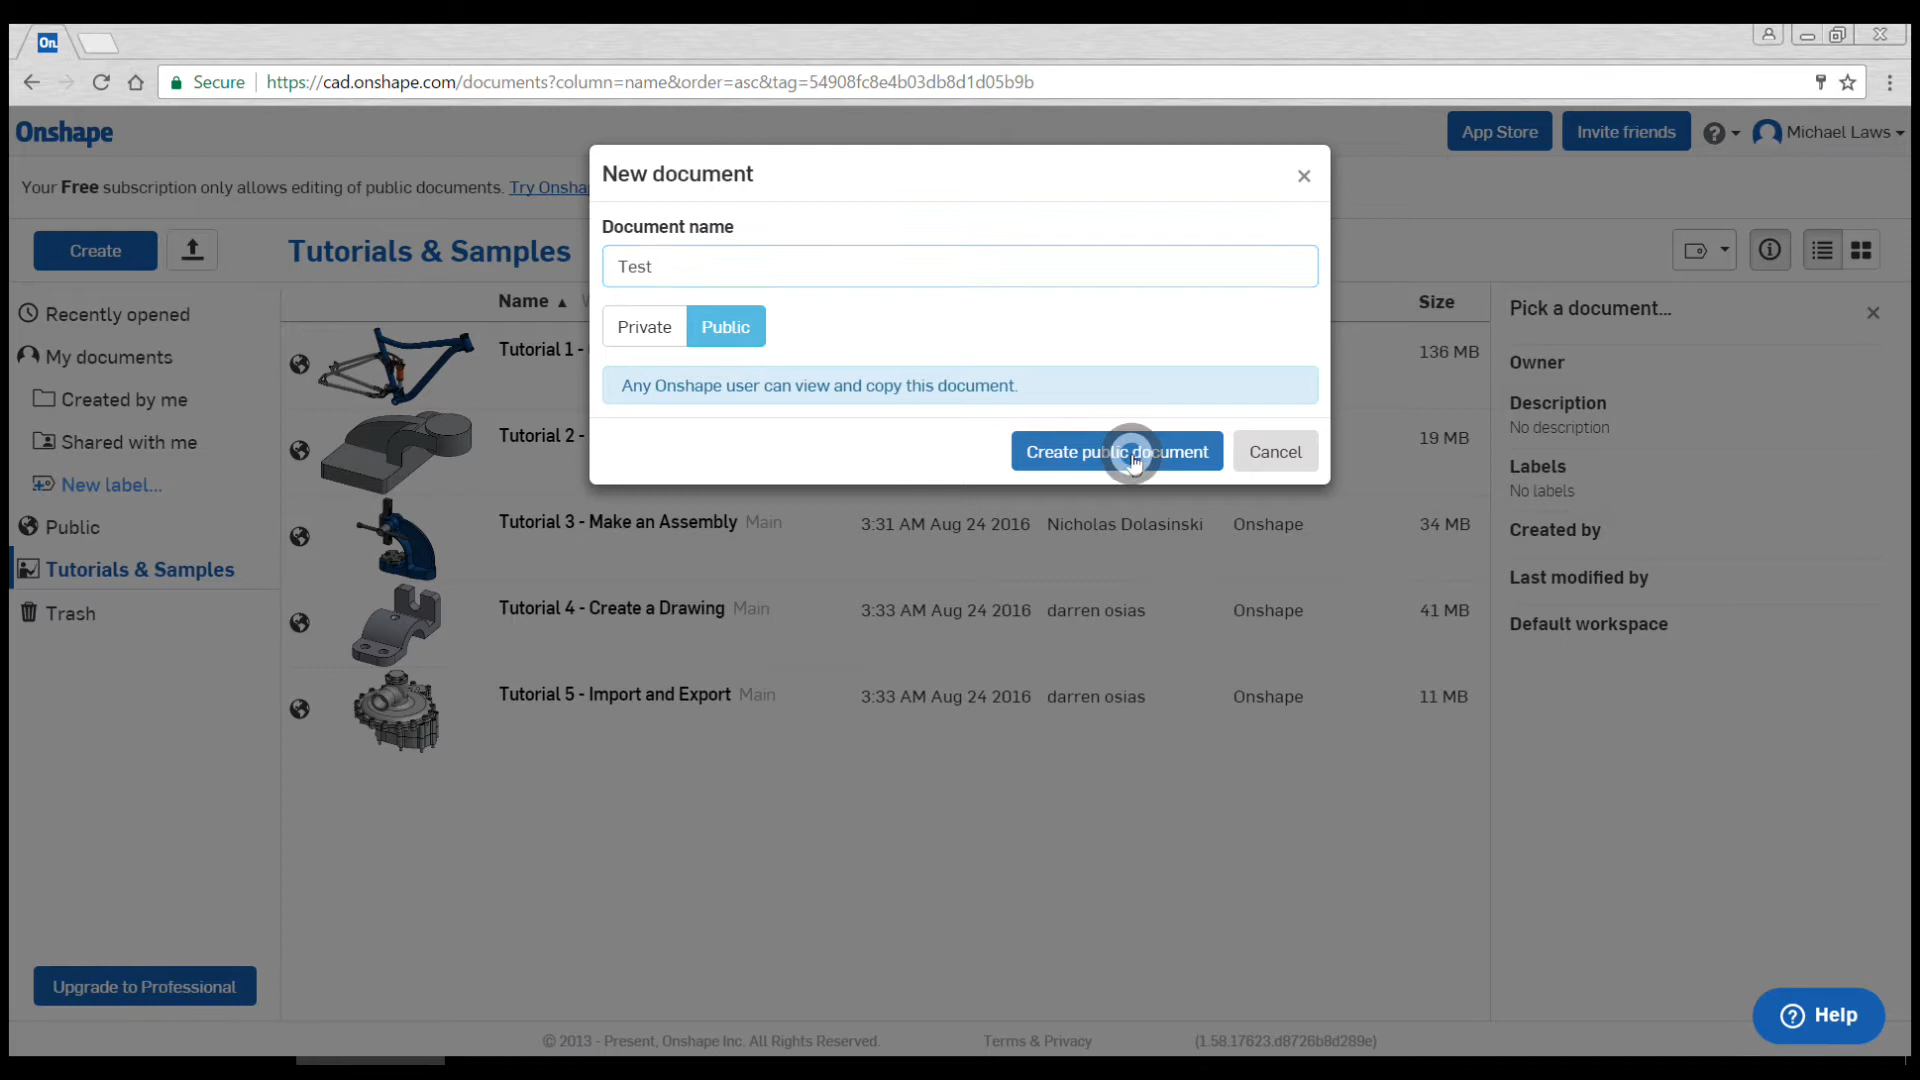 On
Secure https://cad.onshape.com/documents?column=name&order=asc&tag=54908fc8e4b03db8d1d05b9b
Onshape
App Store
Invite friends
Michael Laws
Your Free subscription only allows editing of public documents. Try Onsha
New document
Document name
Test
Private
Public
Any Onshape user can view and copy this document.
Create public document
Cancel
Create
Tutorials & Samples
Recently opened
My documents
Created by me
Shared with me
New label...
Public
Tutorials & Samples
Trash
Upgrade to Professional
Name
Size
Tutorial 1 -
136 MB
Tutorial 2 -
19 MB
Tutorial 3 - Make an Assembly Main 3:31 AM Aug 24 2016 Nicholas Dolasinski Onshape 34 MB
Tutorial 4 - Create a Drawing Main 3:33 AM Aug 24 2016 darren osias Onshape 41 MB
Tutorial 5 - Import and Export Main 3:33 AM Aug 24 2016 darren osias Onshape 11 MB
Pick a document...
Owner
Description
No description
Labels
No labels
Created by
Last modified by
Default workspace
Help
© 2013 - Present, Onshape Inc. All Rights Reserved. Terms & Privacy (1.58.17623.d8726b8d289e)